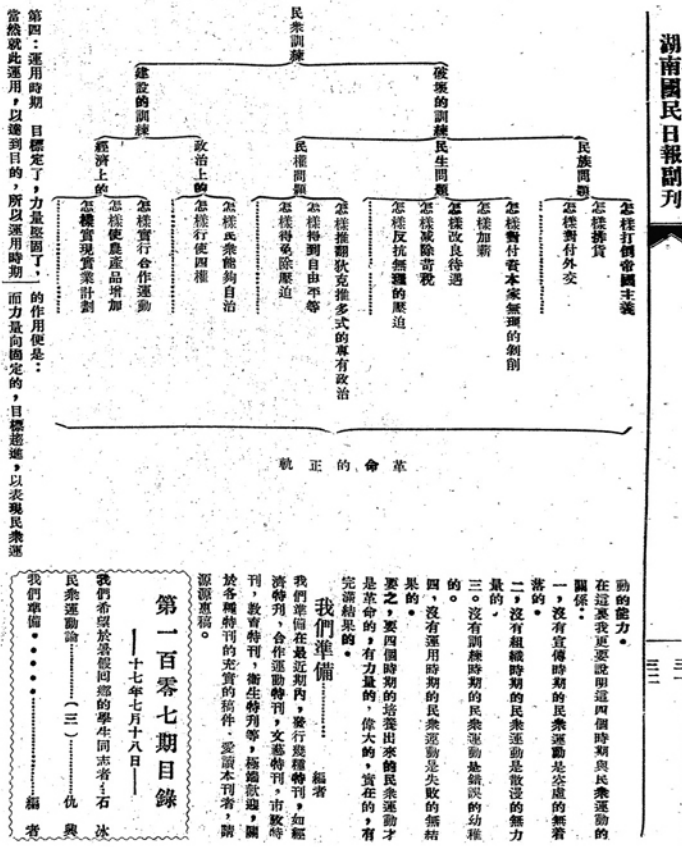 湖南國民日報副刊
三一
三二
民衆訓練
破壞的訓練
民族問題
怎樣打倒帝國主義
怎樣排貨
怎樣對付外交
民生問題
怎樣對付資本家無理的剝削
怎樣加薪
怎樣改良待遇
怎樣減除苛稅
怎樣反抗無理的壓迫
民權問題
怎樣推翻狄克推多式的專有政治
怎樣得到自由平等
怎樣得免除壓迫
建設的訓練
政治上的
怎樣民衆能夠自治
怎樣行使四權
經濟上的
怎樣實行合作運動
怎樣使農產品增加
怎樣實現實業計劃
革命的正軌
第四：運用時期　目標定了，力量堅固了，
當然就此運用，以達到目的，所以運用時期
的作用便是：
而力量向固定的，目標趨進，以表現民衆運
動的能力。
在這裏我更要說明這四個時期與民衆運動的
關係：
一，沒有宣傳時期的民衆運動是空虛的無着
落的。
二，沒有組織時期的民衆運動是散漫的無力
量的。
三。沒有訓練時期的民衆運動是錯誤的幼稚
的。
四，沒有運用時期的民衆運動是失敗的無結
果的。
要之，要四個時期的培養出來的民衆運動才
是革命的，有力量的，偉大的，實在的，有
完滿結果的。
我們準備…………編者
我們準備在最近期內，發行幾種特刊，如經
濟特刊，合作運動特刊，文藝特刊，市政特
刊，教育特刊，衛生特刊等，極端歡迎，關
於各種特刊的充實的稿件。愛讀本刊者，請
源源惠稿。
第一百零七期目錄
——十七年七月十八日——
我們希望於暑假回鄉的學生同志者…石冰
民衆運動論…………（三）…………仇興
我們準備。。。。。…………編者